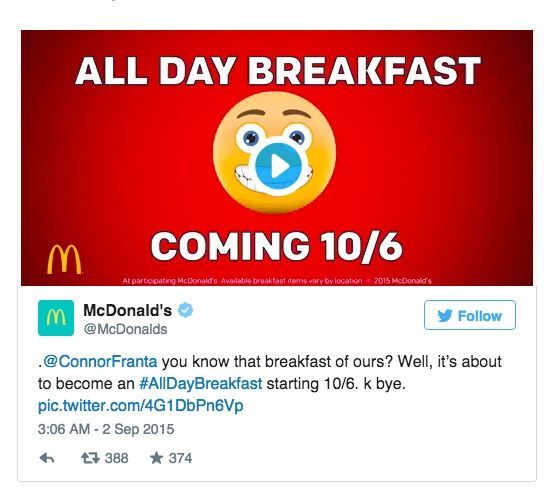 ALL DAY BREAKFAST
COMING 10/6
At participating McDonald's. Available breakfast items vary by location. © 2015 McDonald's
McDonald's
@McDonalds
Follow
.@ConnorFranta you know that breakfast of ours? Well, it's about
to become an #AllDayBreakfast starting 10/6. k bye.
pic.twitter.com/4G1DbPn6Vp
3:06 AM - 2 Sep 2015
388 374